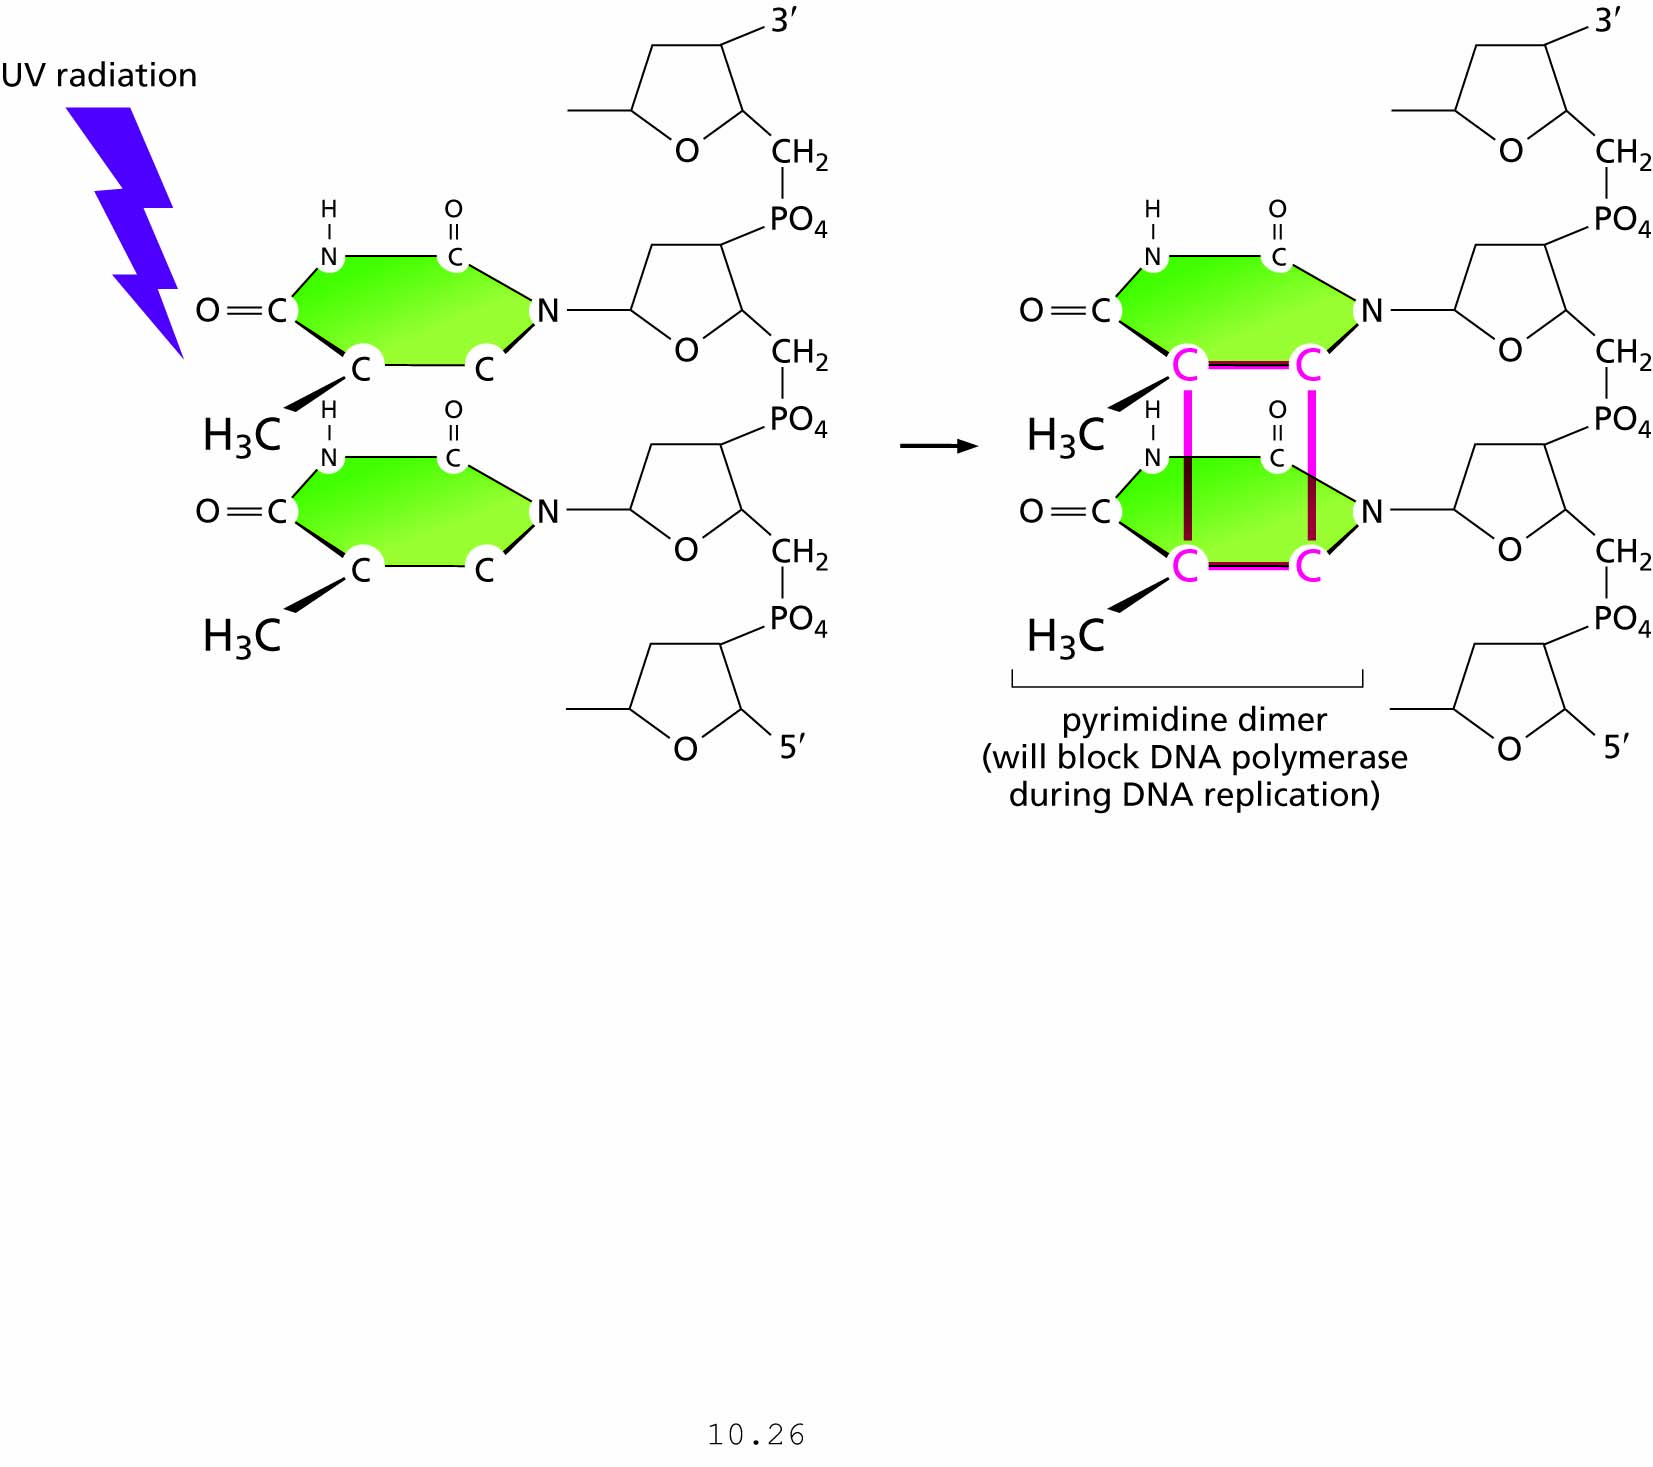 3′ 3′
UV radiation
O CH2 O CH2
H O PO4 H O PO4
N C N C
O=C N O=C N
O CH2 O CH2
C C C C
H O PO4 H O PO4
H3C H3C
N C N C
O=C N O=C N
O CH2 O CH2
C C C C
PO4 PO4
H3C H3C
pyrimidine dimer
O 5′ O 5′
(will block DNA polymerase
during DNA replication)
10.26